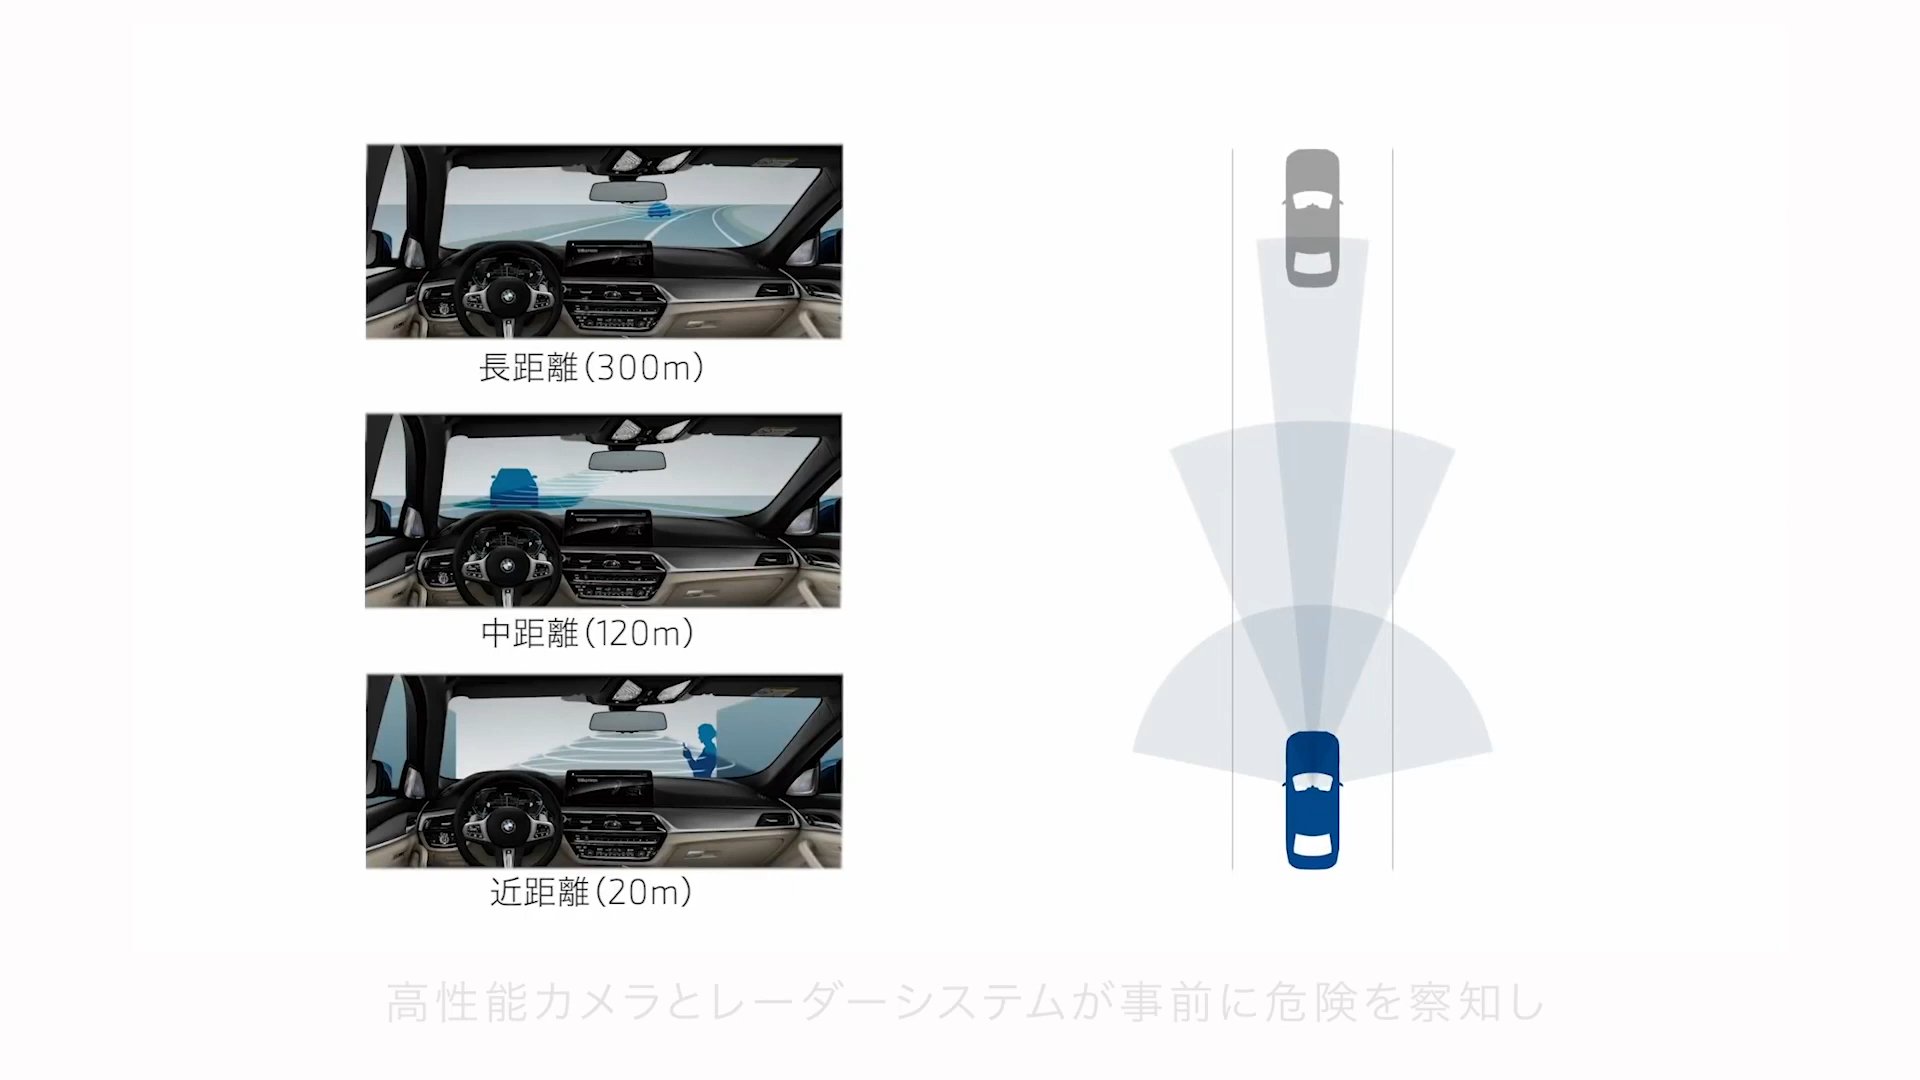 長距離(300m)
中距離(120m)
近距離(20m)
高性能カメラとレーダーシステムが事前に危険を察知し